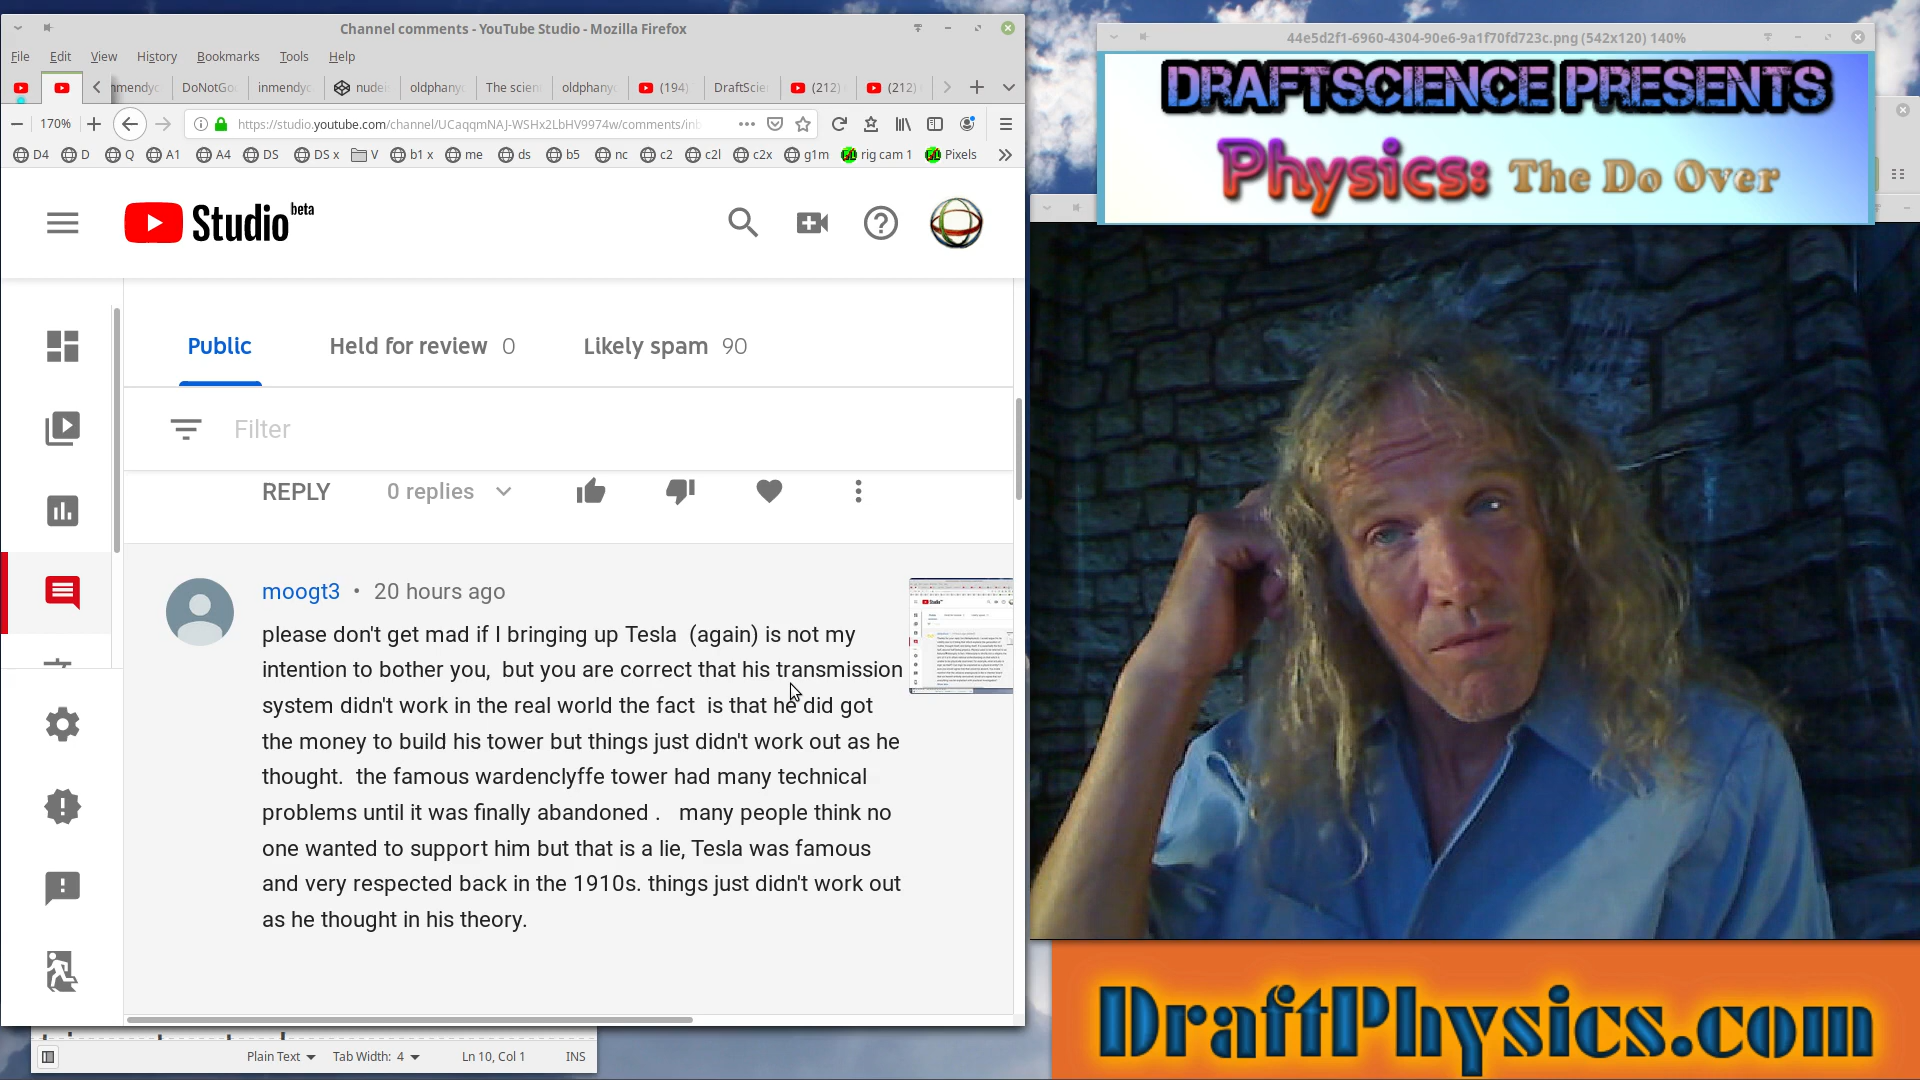 Channel comments - YouTube Studio - Mozilla Firefox
File Edit View History Bookmarks Tools Help
DoNotGo inmendy nudei oldphany The scien oldphany (194) DraftScie (212) (212)
170% https://studio.youtube.com/channel/UCaqqmNAJ-WSHx2LbHV9974w/comments/inb
D4 D Q A1 A4 DS DS x V b1 x me ds b5 nc c2 c2l c2x g1m rig cam 1 Pixels
Studio beta
Public Held for review 0 Likely spam 90
Filter
REPLY 0 replies
moogt3 • 20 hours ago
please don't get mad if I bringing up Tesla (again) is not my
intention to bother you, but you are correct that his transmission
system didn't work in the real world the fact is that he did got
the money to build his tower but things just didn't work out as he
thought. the famous wardenclyffe tower had many technical
problems until it was finally abandoned . many people think no
one wanted to support him but that is a lie, Tesla was famous
and very respected back in the 1910s. things just didn't work out
as he thought in his theory.
Plain Text Tab Width: 4 Ln 10, Col 1 INS
44e5d2f1-6960-4304-90e6-9a1f70fd723c.png (542x120) 140%
DRAFTSCIENCE PRESENTS
Physics: The Do Over
DraftPhysics.com